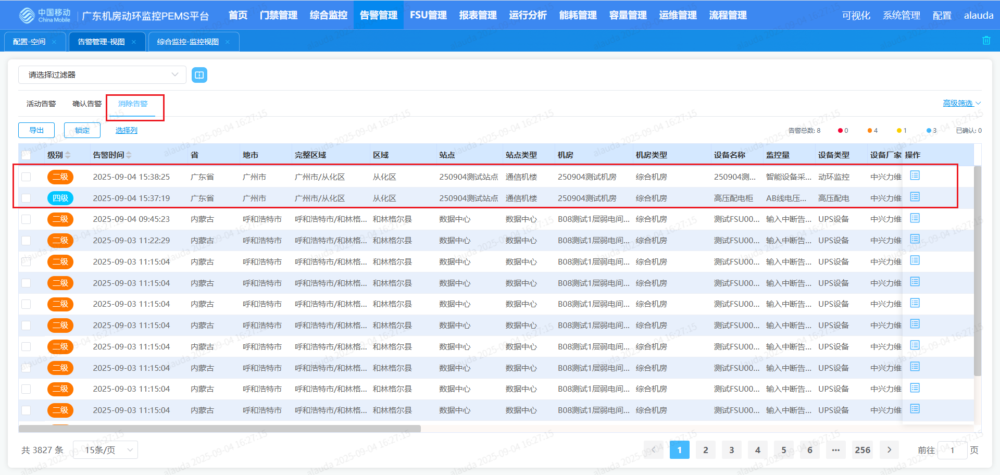 中国移动
China Mobile
广东机房动环监控PEMS平台
首页 门禁管理 综合监控 告警管理 FSU管理 报表管理 运行分析 能耗管理 容量管理 运维管理 流程管理
可视化 系统管理 配置 alauda
配置-空间 × 告警管理-视图 × 综合监控-监控视图 ×
请选择过滤器
活动告警 确认告警 消除告警
高级筛选
导出 锁定 选择列
告警总数: 8 0 4 1 3 已确认: 0
级别 告警时间 省 地市 完整区域 区域 站点 站点类型 机房 机房类型 设备名称 监控量 设备类型 设备厂家 操作
二级 2025-09-04 15:38:25 广东省 广州市 广州市/从化区 从化区 250904测试站点 通信机楼 250904测试机房 综合机房 250904测... 智能设备采... 动环监控 中兴力维
四级 2025-09-04 15:37:19 广东省 广州市 广州市/从化区 从化区 250904测试站点 通信机楼 250904测试机房 综合机房 高压配电柜 AB线电压... 高压配电 中兴力维
二级 2025-09-04 09:45:23 内蒙古 呼和浩特市 呼和浩特市/和林格... 和林格尔县 数据中心 数据中心 B08测试1层弱电间... 综合机房 测试FSU00... 输入中断告... UPS设备 中兴力维
二级 2025-09-03 11:22:29 内蒙古 呼和浩特市 呼和浩特市/和林格... 和林格尔县 数据中心 数据中心 B08测试1层弱电间... 综合机房 测试FSU00... 输入中断告... UPS设备 中兴力维
二级 2025-09-03 11:15:04 内蒙古 呼和浩特市 呼和浩特市/和林格... 和林格尔县 数据中心 数据中心 B08测试1层弱电间... 综合机房 测试FSU00... 输入中断告... UPS设备 中兴力维
二级 2025-09-03 11:15:04 内蒙古 呼和浩特市 呼和浩特市/和林格... 和林格尔县 数据中心 数据中心 B08测试1层弱电间... 综合机房 测试FSU00... 输入中断告... UPS设备 中兴力维
二级 2025-09-03 11:15:04 内蒙古 呼和浩特市 呼和浩特市/和林格... 和林格尔县 数据中心 数据中心 B08测试1层弱电间... 综合机房 测试FSU00... 输入中断告... UPS设备 中兴力维
二级 2025-09-03 11:15:04 内蒙古 呼和浩特市 呼和浩特市/和林格... 和林格尔县 数据中心 数据中心 B08测试1层弱电间... 综合机房 测试FSU00... 输入中断告... UPS设备 中兴力维
二级 2025-09-03 11:15:04 内蒙古 呼和浩特市 呼和浩特市/和林格... 和林格尔县 数据中心 数据中心 B08测试1层弱电间... 综合机房 测试FSU00... 输入中断告... UPS设备 中兴力维
二级 2025-09-03 11:15:04 内蒙古 呼和浩特市 呼和浩特市/和林格... 和林格尔县 数据中心 数据中心 B08测试1层弱电间... 综合机房 测试FSU00... 输入中断告... UPS设备 中兴力维
二级 2025-09-03 11:15:04 内蒙古 呼和浩特市 呼和浩特市/和林格... 和林格尔县 数据中心 数据中心 B08测试1层弱电间... 综合机房 测试FSU00... 输入中断告... UPS设备 中兴力维
二级 2025-09-03 11:15:04 内蒙古 呼和浩特市 呼和浩特市/和林格... 和林格尔县 数据中心 数据中心 B08测试1层弱电间... 综合机房 测试FSU00... 输入中断告... UPS设备 中兴力维
共 3827 条 15条/页 1 2 3 4 5 6 ... 256 前往 1 页
alauda 2025-09-04 16:27:15